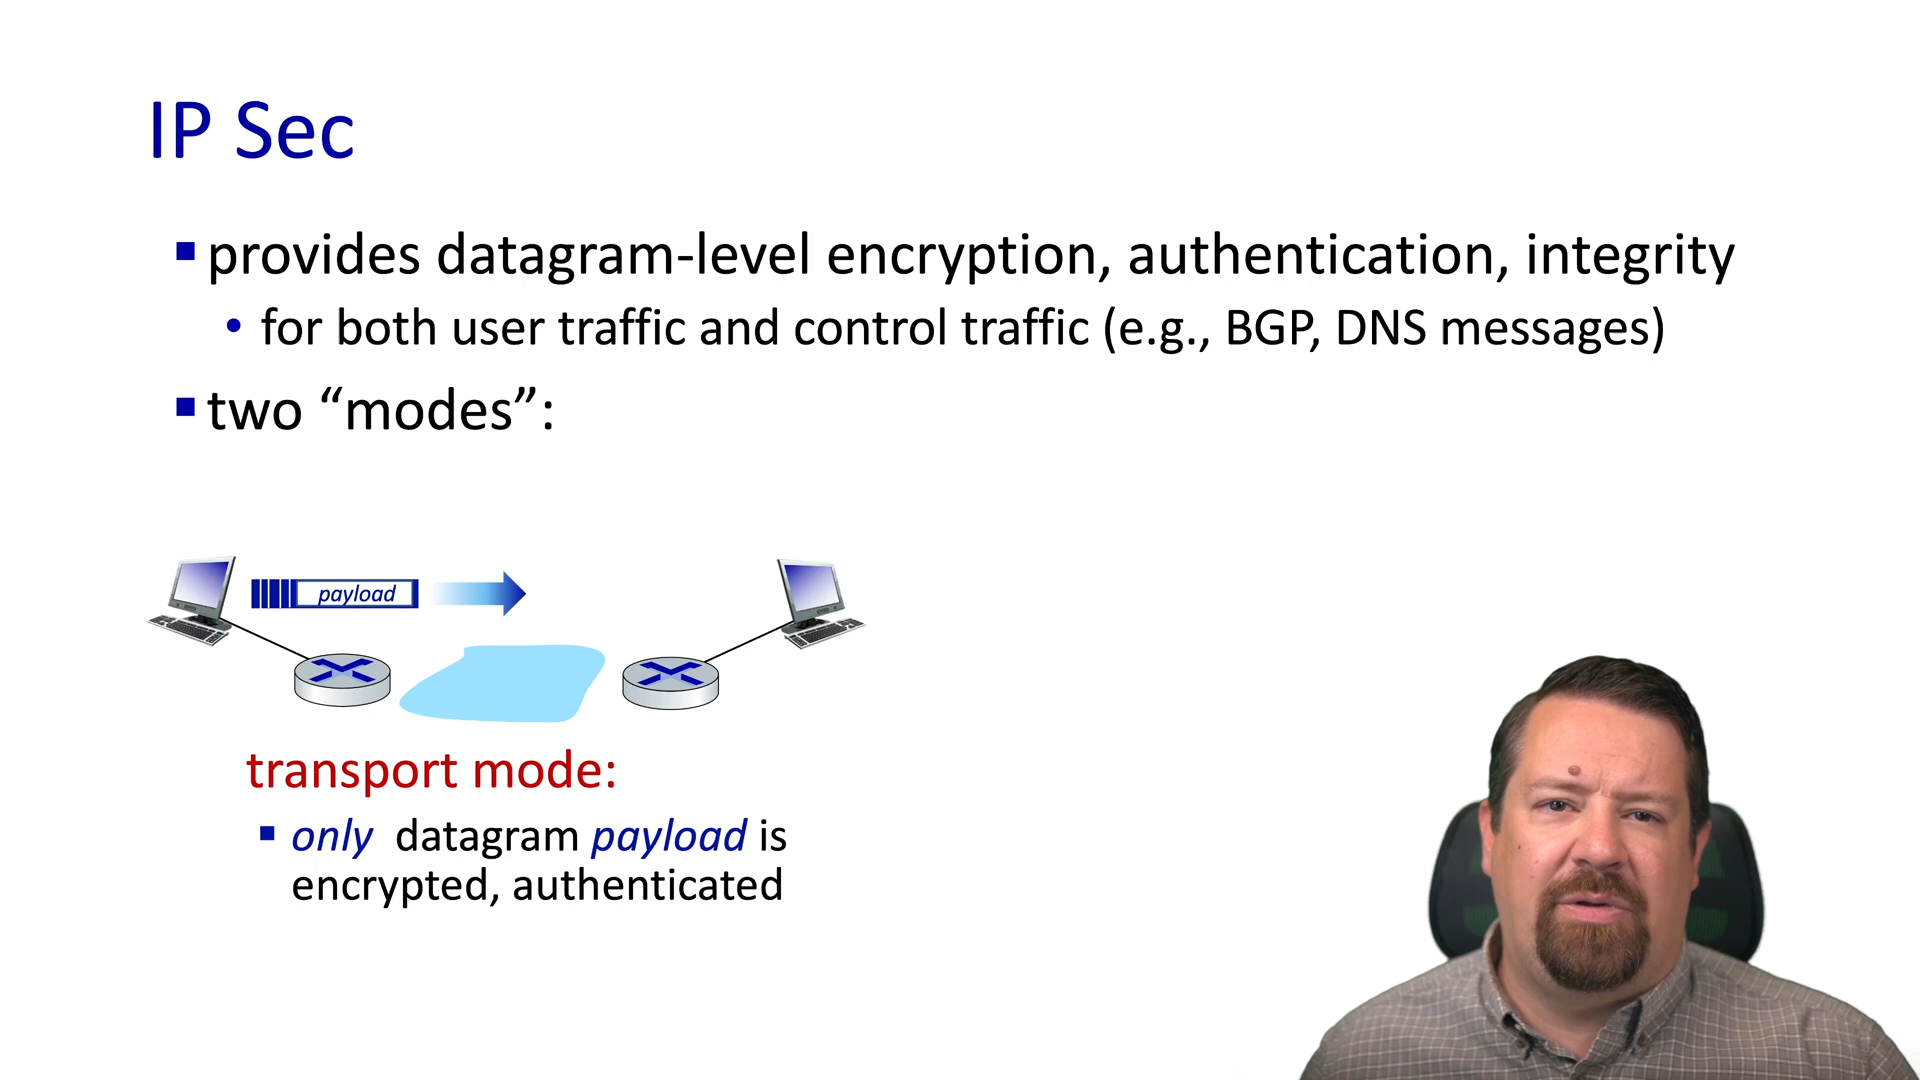 IP Sec
provides datagram-level encryption, authentication, integrity
for both user traffic and control traffic (e.g., BGP, DNS messages)
two “modes”:
payload
transport mode:
only datagram payload is
encrypted, authenticated